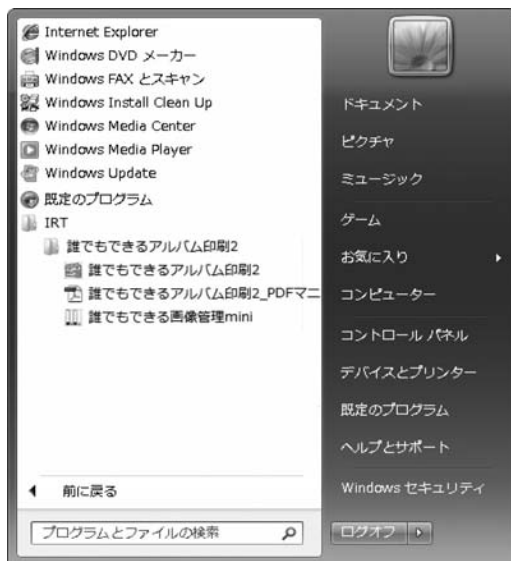 Internet Explorer
Windows DVD メーカー
Windows FAX とスキャン
Windows Install Clean Up
Windows Media Center
Windows Media Player
Windows Update
既定のプログラム
IRT
誰でもできるアルバム印刷2
誰でもできるアルバム印刷2
誰でもできるアルバム印刷2_PDFマニ
誰でもできる画像管理mini
前に戻る
プログラムとファイルの検索
ドキュメント
ピクチャ
ミュージック
ゲーム
お気に入り
コンピューター
コントロール パネル
デバイスとプリンター
既定のプログラム
ヘルプとサポート
Windows セキュリティ
ログオフ